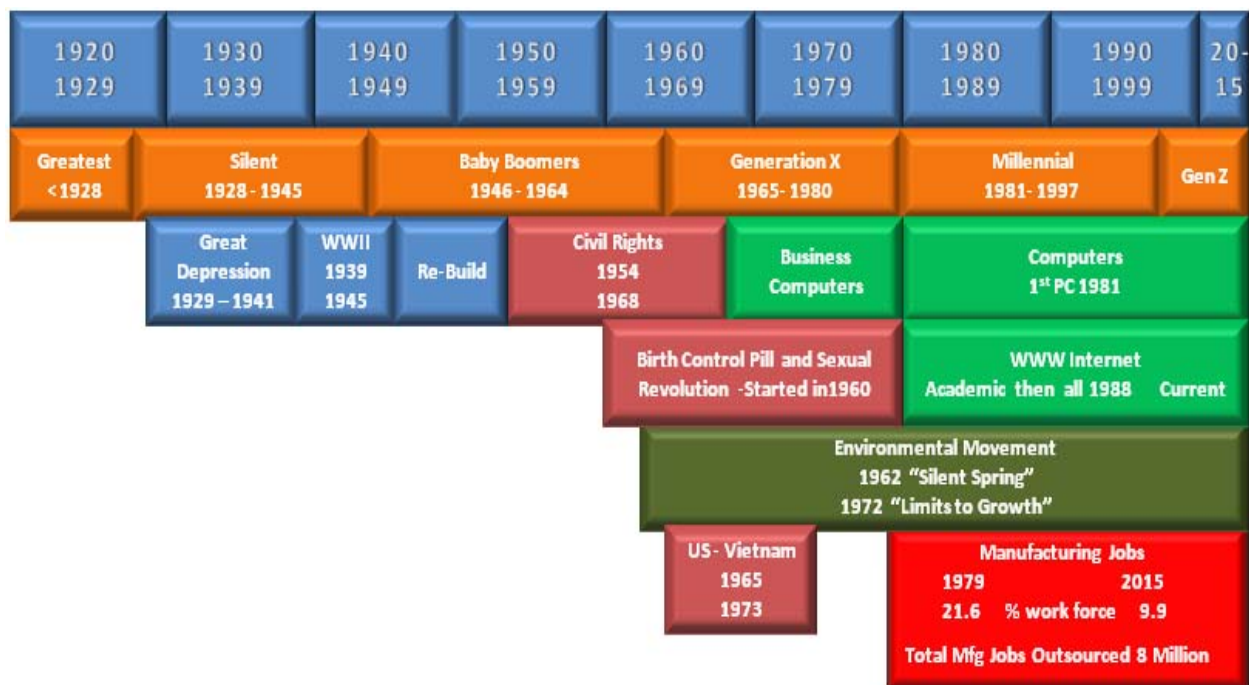 1920
1929
1930
1939
1940
1949
1950
1959
1960
1969
1970
1979
1980
1989
1990
1999
20-
15
Greatest
<1928
Silent
1928 - 1945
Baby Boomers
1946 - 1964
Generation X
1965- 1980
Millennial
1981- 1997
Gen Z
Great
Depression
1929 – 1941
WWII
1939
1945
Re-Build
Civil Rights
1954
1968
Business
Computers
Computers
1st PC 1981
Birth Control Pill and Sexual
Revolution -Started in1960
WWW Internet
Academic then all 1988 Current
Environmental Movement
1962 “Silent Spring”
1972 “Limits to Growth”
US- Vietnam
1965
1973
Manufacturing Jobs
1979 2015
21.6 % work force 9.9
Total Mfg Jobs Outsourced 8 Million